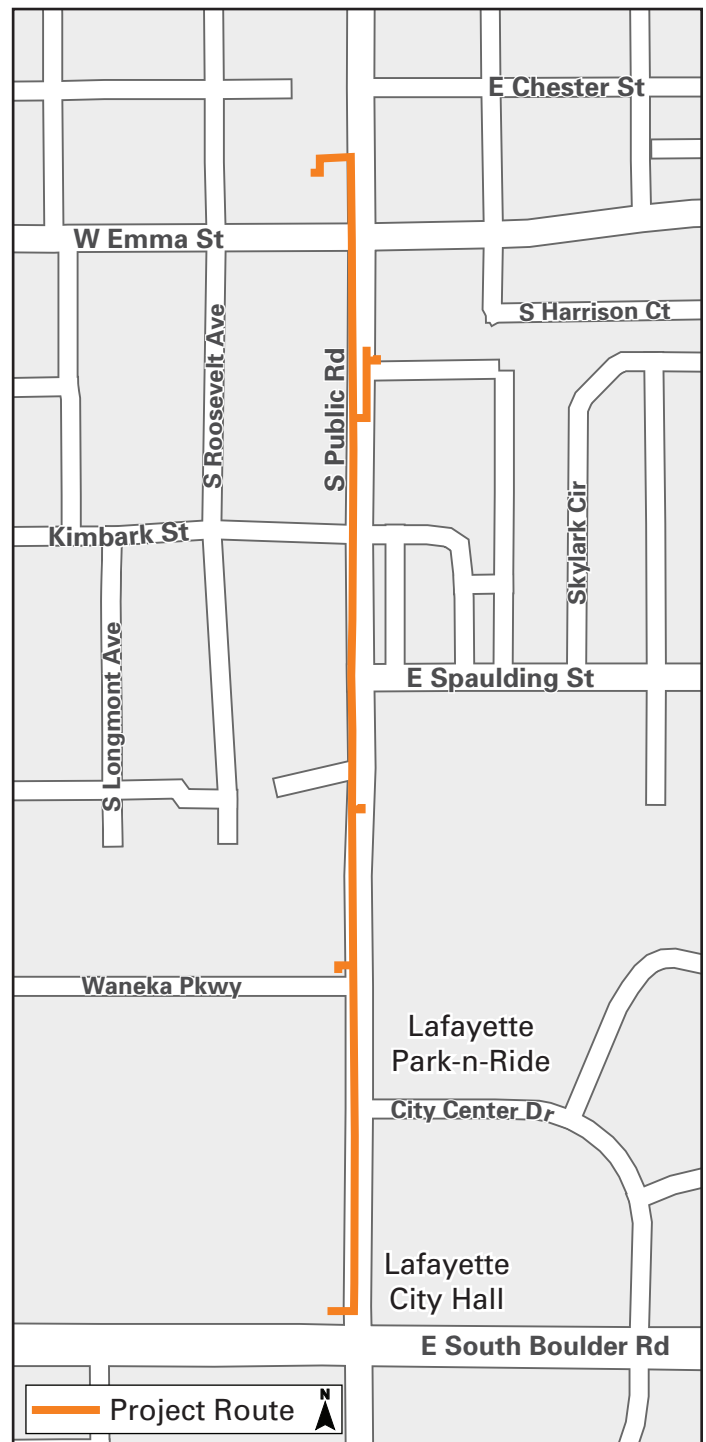 E Chester St
W Emma St
S Harrison Ct
S Roosevelt Ave
S Public Rd
Skylark Cir
Kimbark St
S Longmont Ave
E Spaulding St
Waneka Pkwy
Lafayette
Park-n-Ride
City Center Dr
Lafayette
City Hall
E South Boulder Rd
Project Route
N